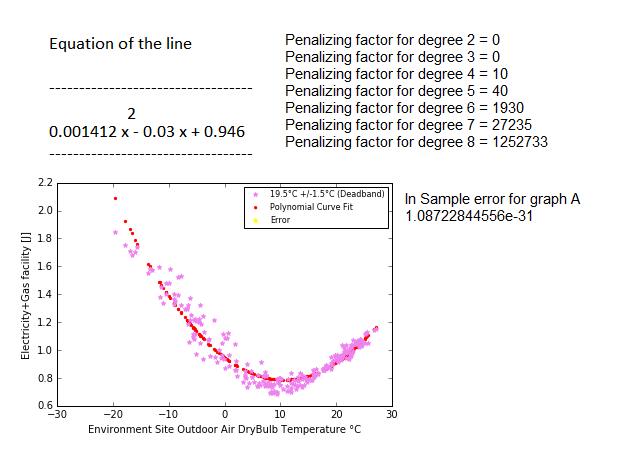 Equation of the line
----------------------------------
2
0.001412 x - 0.03 x + 0.946
----------------------------------
Penalizing factor for degree 2 = 0
Penalizing factor for degree 3 = 0
Penalizing factor for degree 4 = 10
Penalizing factor for degree 5 = 40
Penalizing factor for degree 6 = 1930
Penalizing factor for degree 7 = 27235
Penalizing factor for degree 8 = 1252733
2.2
2.0
1.8
1.6
1.4
1.2
1.0
0.8
0.6
Electricity+Gas facility [J]
19.5°C +/-1.5°C (Deadband)
Polynomial Curve Fit
Error
−30 −20 −10 0 10 20 30
Environment Site Outdoor Air DryBulb Temperature °C
In Sample error for graph A
1.08722844556e-31